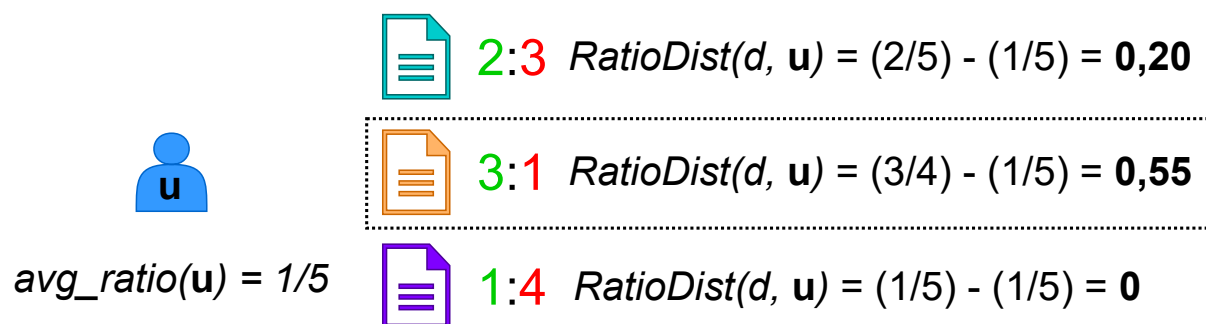 2:3 RatioDist(d, u) = (2/5) - (1/5) = 0,20
3:1 RatioDist(d, u) = (3/4) - (1/5) = 0,55
u
avg_ratio(u) = 1/5
1:4 RatioDist(d, u) = (1/5) - (1/5) = 0